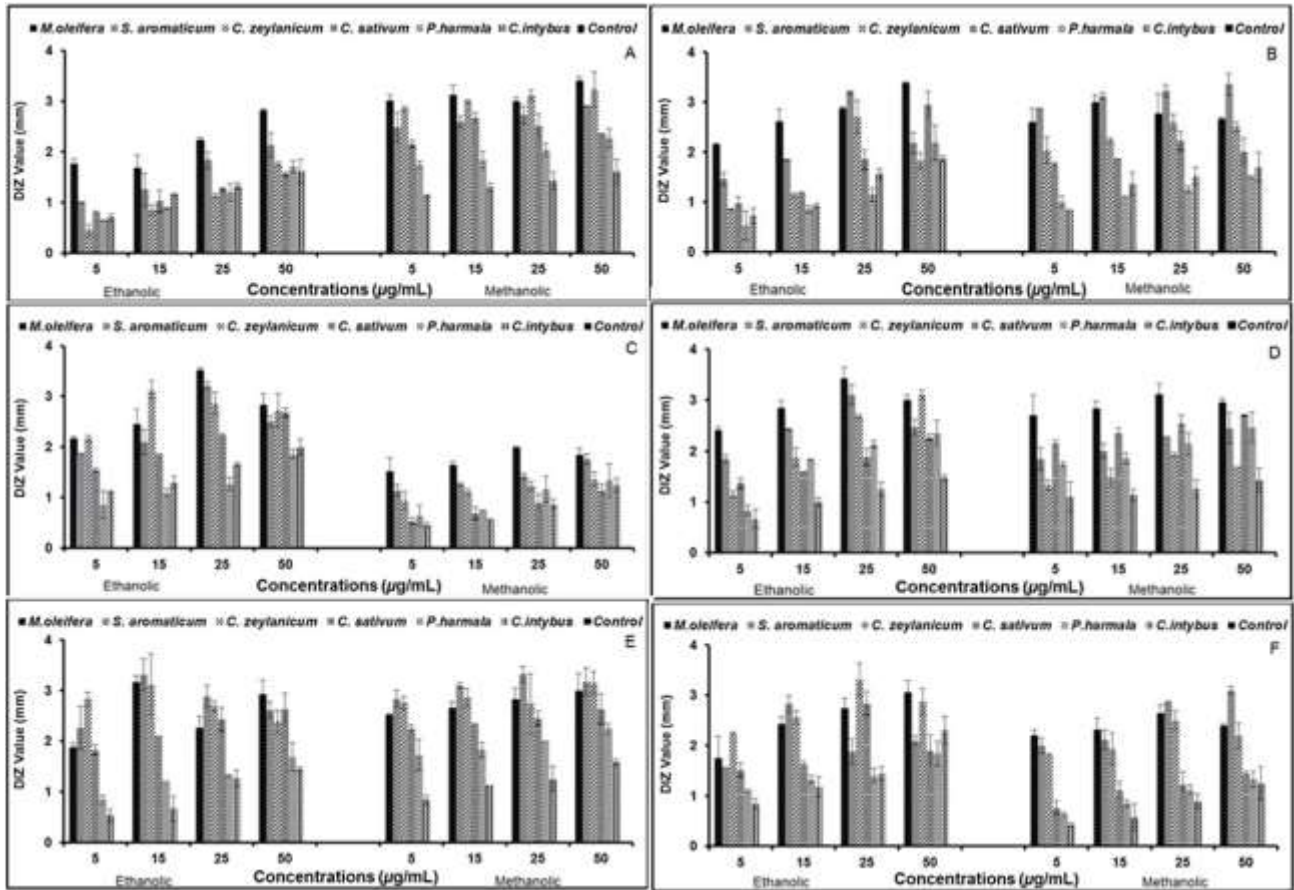 M.oleifera S. aromaticum C. zeylanicum C. sativum P.harmala C.intybus Control
A
DIZ Value (mm)
4
3
2
1
0
5 15 25 50 5 15 25 50
Ethanolic Concentrations (µg/mL) Methanolic
M.oleifera S. aromaticum C. zeylanicum C. sativum P.harmala C.intybus Control
B
DIZ Value (mm)
4
3
2
1
0
5 15 25 50 5 15 25 50
Ethanolic Concentrations (µg/mL) Methanolic
M.oleifera S. aromaticum C. zeylanicum C. sativum P.harmala C.intybus Control
C
DIZ Value (mm)
4
3
2
1
0
5 15 25 50 5 15 25 50
Ethanolic Concentrations (µg/mL) Methanolic
M.oleifera S. aromaticum C. zeylanicum C. sativum P.harmala C.intybus Control
D
DIZ Value (mm)
4
3
2
1
0
5 15 25 50 5 15 25 50
Ethanolic Concentrations (µg/mL) Methanolic
M.oleifera S. aromaticum C. zeylanicum C. sativum P.harmala C.intybus Control
E
DIZ Value (mm)
4
3
2
1
0
5 15 25 50 5 15 25 50
Ethanolic Concentrations (µg/mL) Methanolic
M.oleifera S. aromaticum C. zeylanicum C. sativum P.harmala C.intybus Control
F
DIZ Value (mm)
4
3
2
1
0
5 15 25 50 5 15 25 50
Ethanolic Concentrations (µg/mL) Methanolic